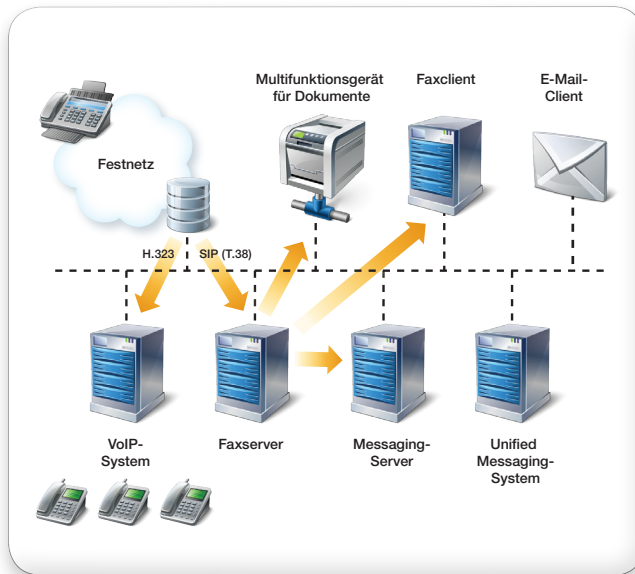 Multifunktionsgerät
für Dokumente
Faxclient
E-Mail-
Client
Festnetz
H.323
SIP (T.38)
VoIP-
System
Faxserver
Messaging-
Server
Unified
Messaging-
System